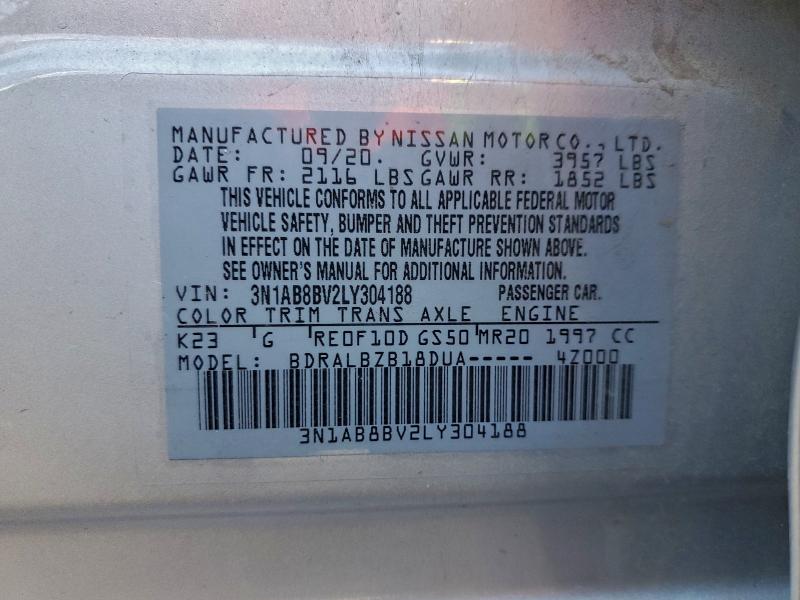 MANUFACTURED BY NISSAN MOTOR CO., LTD.
DATE: 09/20. GVWR: 3957 LBS
GAWR FR: 2116 LBS GAWR RR: 1852 LBS
THIS VEHICLE CONFORMS TO ALL APPLICABLE FEDERAL MOTOR
VEHICLE SAFETY, BUMPER AND THEFT PREVENTION STANDARDS
IN EFFECT ON THE DATE OF MANUFACTURE SHOWN ABOVE.
SEE OWNER'S MANUAL FOR ADDITIONAL INFORMATION.
VIN: 3N1AB8BV2LY304188 PASSENGER CAR.
COLOR TRIM TRANS AXLE ENGINE
K23 G RE0F10D GS50 MR20 1997 CC
MODEL: BDRALBZB18DUA----- 4Z000
3N1AB8BV2LY304188